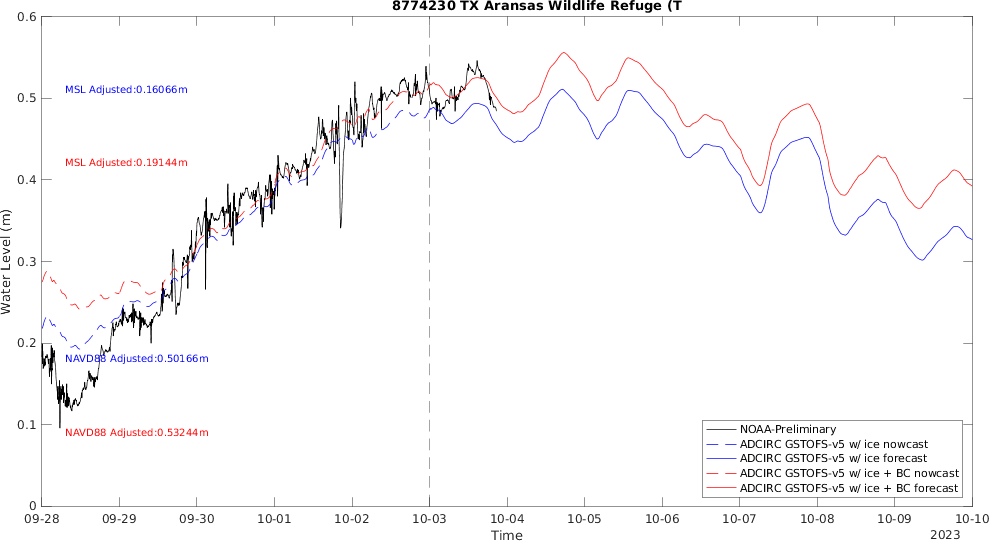 8774230 TX Aransas Wildlife Refuge (T
0.6
0.5
0.4
0.3
0.2
0.1
0
Water Level (m)
MSL Adjusted:0.16066m
MSL Adjusted:0.19144m
NAVD88 Adjusted:0.50166m
NAVD88 Adjusted:0.53244m
NOAA-Preliminary
ADCIRC GSTOFS-v5 w/ ice nowcast
ADCIRC GSTOFS-v5 w/ ice forecast
ADCIRC GSTOFS-v5 w/ ice + BC nowcast
ADCIRC GSTOFS-v5 w/ ice + BC forecast
09-28 09-29 09-30 10-01 10-02 10-03 10-04 10-05 10-06 10-07 10-08 10-09 10-10
Time
2023